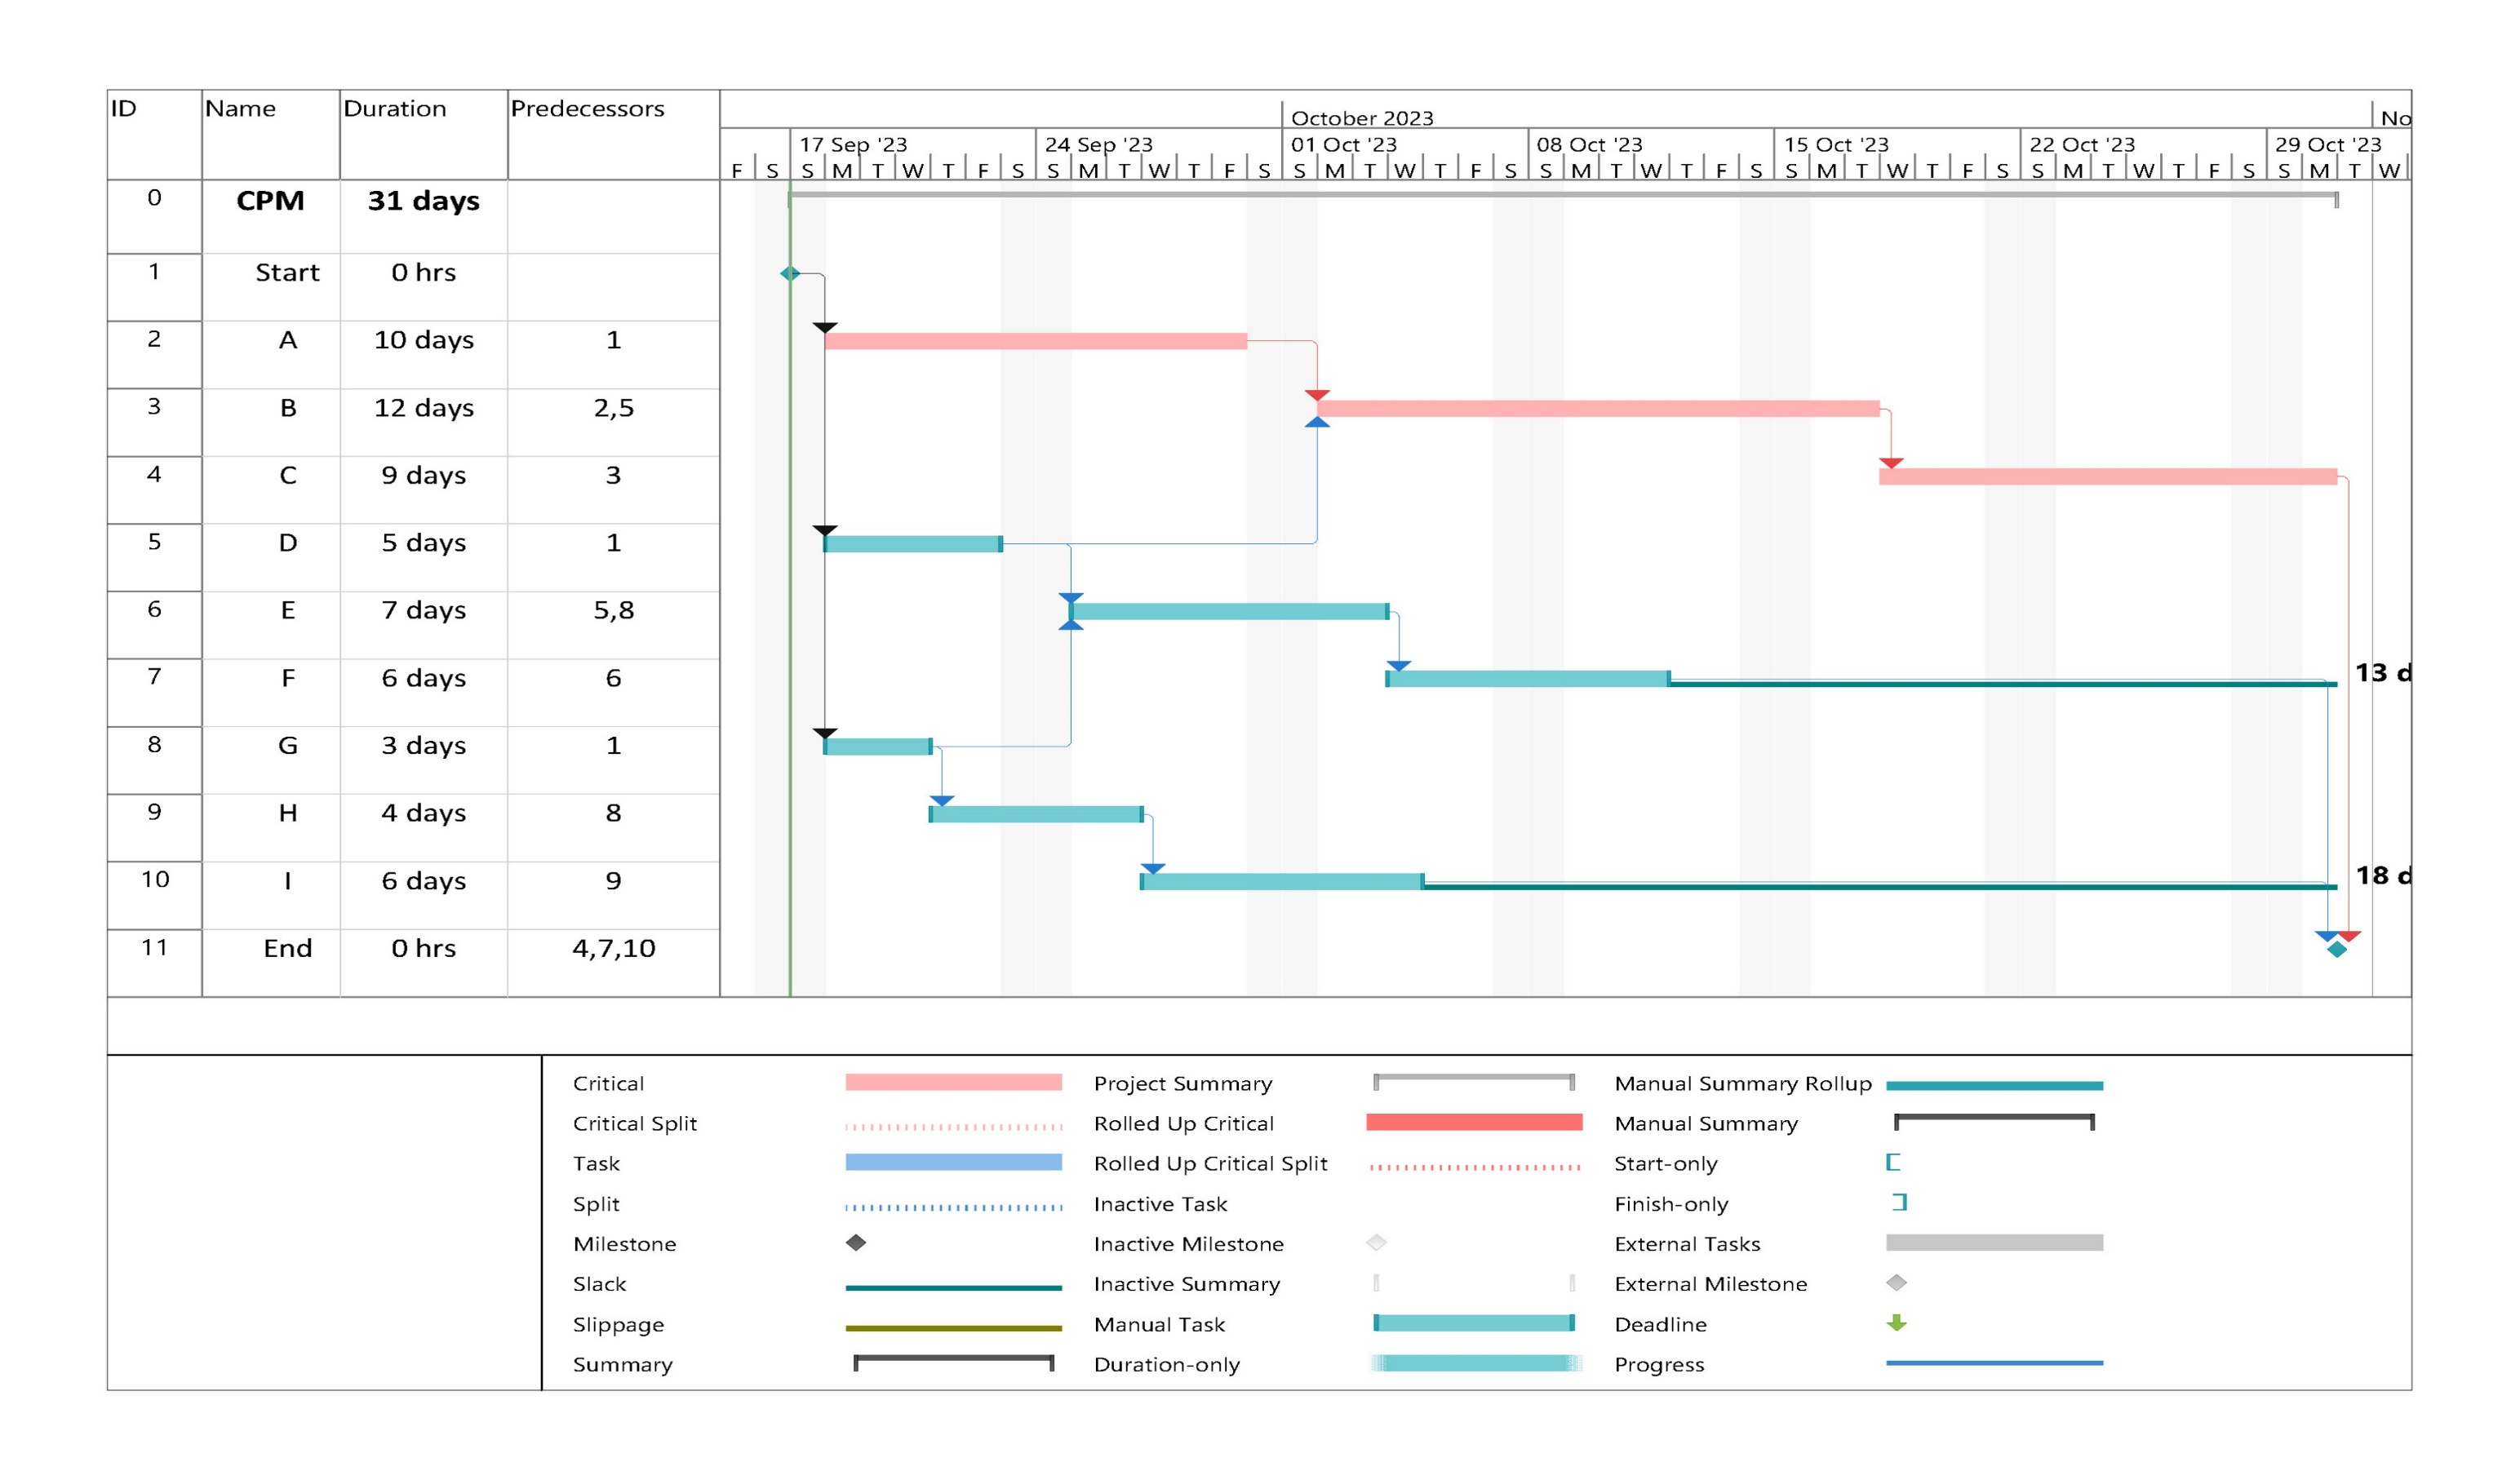 ID Name Duration Predecessors
October 2023 No
17 Sep '23 24 Sep '23 01 Oct '23 08 Oct '23 15 Oct '23 22 Oct '23 29 Oct '23
F S S M T W T F S S M T W T F S S M T W T F S S M T W T F S S M T W T F S S M T W T F S S M T W
0 CPM 31 days
1 Start 0 hrs
2 A 10 days 1
3 B 12 days 2,5
4 C 9 days 3
5 D 5 days 1
6 E 7 days 5,8
7 F 6 days 6 13 d
8 G 3 days 1
9 H 4 days 8
10 I 6 days 9 18 d
11 End 0 hrs 4,7,10
Critical Project Summary Manual Summary Rollup
Critical Split Rolled Up Critical Manual Summary
Task Rolled Up Critical Split Start-only
Split Inactive Task Finish-only
Milestone Inactive Milestone External Tasks
Slack Inactive Summary External Milestone
Slippage Manual Task Deadline
Summary Duration-only Progress